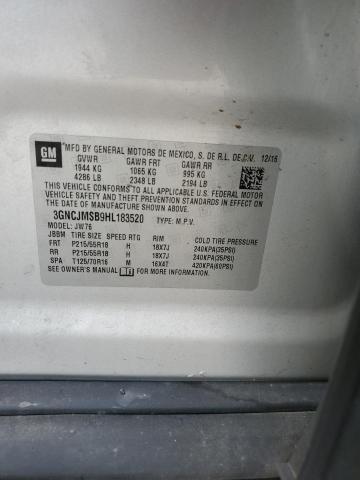 GM
MFD BY GENERAL MOTORS DE MEXICO, S. DE R.L. DE C.V. 12/16
GVWR GAWR FRT GAWR RR
1944 KG 1065 KG 995 KG
4286 LB 2348 LB 2194 LB
THIS VEHICLE CONFORMS TO ALL APPLICABLE U.S. FEDERAL MOTOR
VEHICLE SAFETY, BUMPER, AND THEFT PREVENTION STANDARDS IN
EFFECT ON THE DATE OF MANUFACTURE SHOWN ABOVE.
3GNCJMSB9HL183520 TYPE: M.P.V.
MODEL: JW76
JBBM TIRE SIZE SPEED RTG RIM COLD TIRE PRESSURE
FRT P215/55R18 H 18X7J 240KPA(35PSI)
RR P215/55R18 H 18X7J 240KPA(35PSI)
SPA T125/70R16 M 16X4T 420KPA(60PSI)
SEE OWNER'S MANUAL FOR ADDITIONAL INFORMATION.